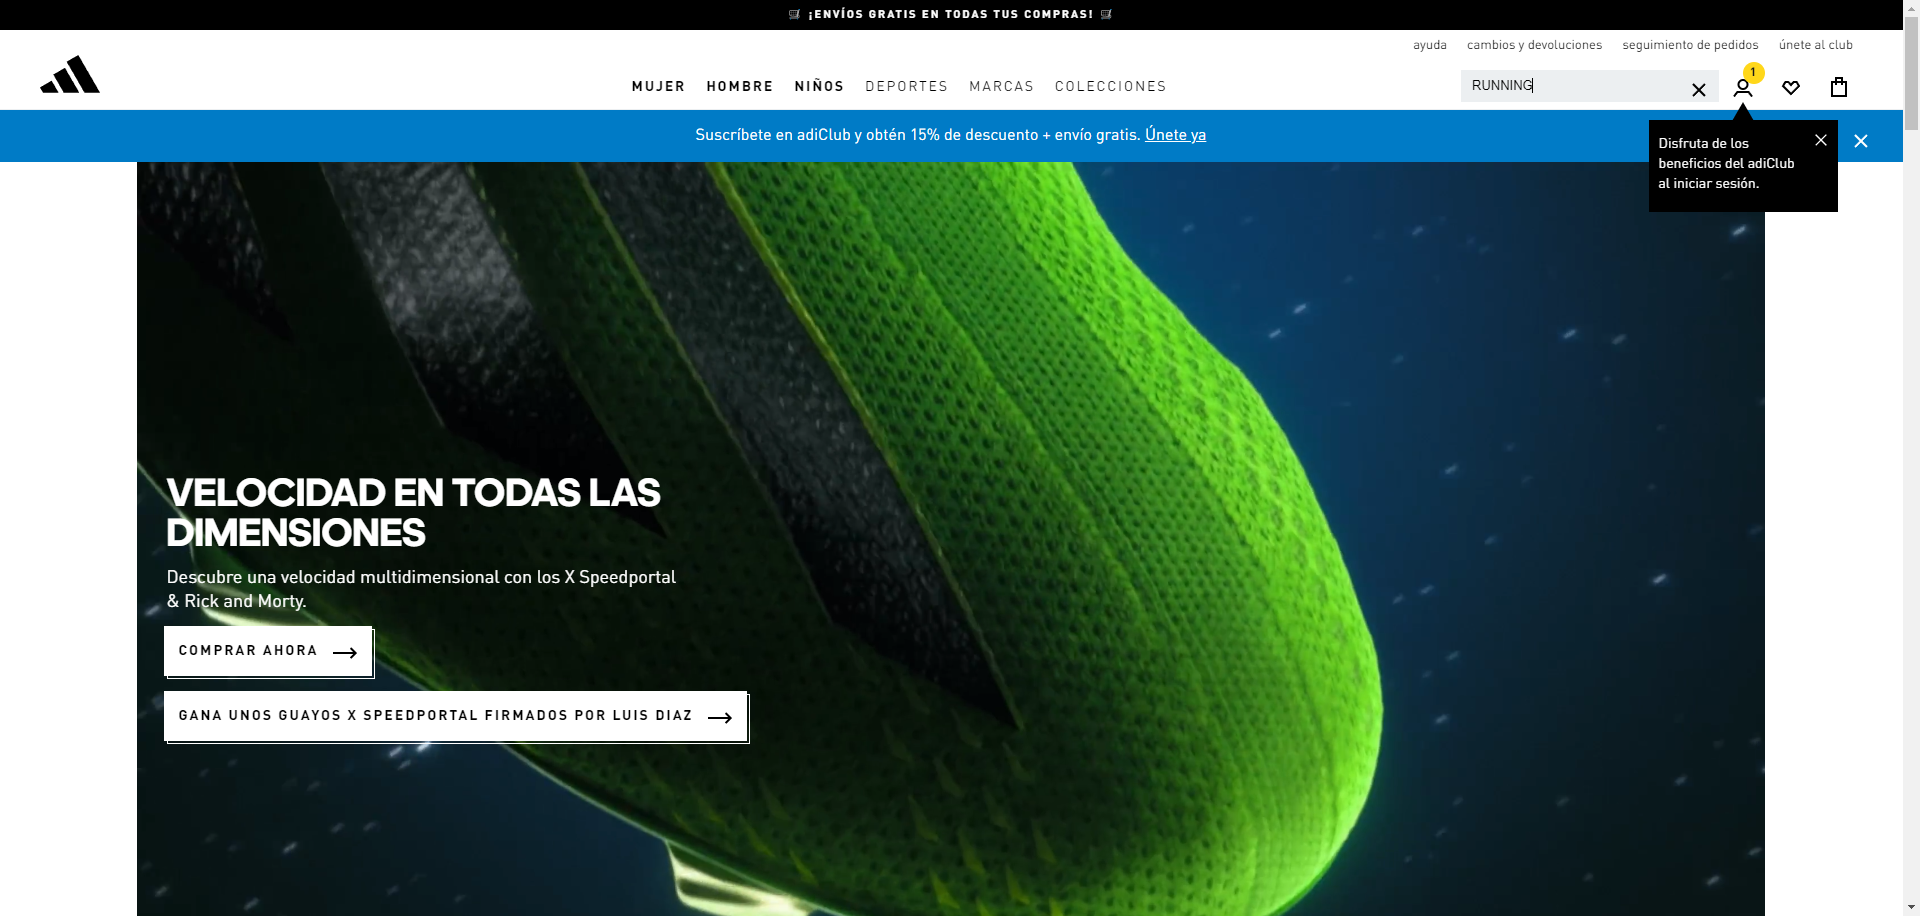 ¡ENVÍOS GRATIS EN TODAS TUS COMPRAS!
ayuda cambios y devoluciones seguimiento de pedidos únete al club
MUJER HOMBRE NIÑOS DEPORTES MARCAS COLECCIONES
RUNNING
1
Suscríbete en adiClub y obtén 15% de descuento + envío gratis. Únete ya
Disfruta de los
beneficios del adiClub
al iniciar sesión.
VELOCIDAD EN TODAS LAS
DIMENSIONES
Descubre una velocidad multidimensional con los X Speedportal
& Rick and Morty.
COMPRAR AHORA
GANA UNOS GUAYOS X SPEEDPORTAL FIRMADOS POR LUIS DIAZ